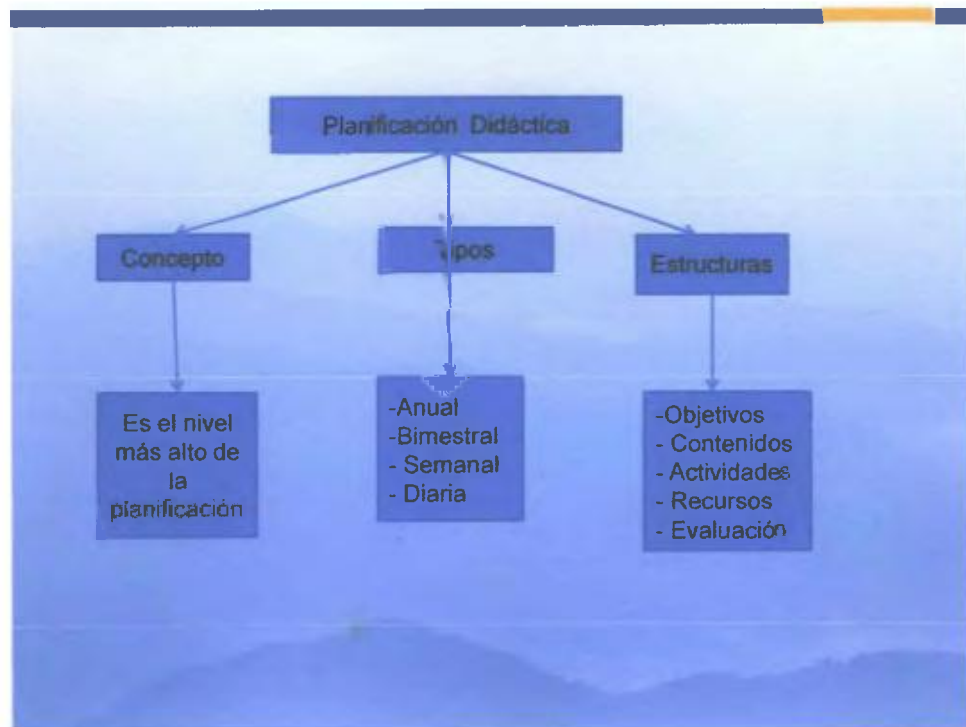 Planificación Didáctica
Concepto
Tipos
Estructuras
Es el nivel
más alto de
la
planificación
-Anual
-Bimestral
- Semanal
- Diaria
-Objetivos
- Contenidos
- Actividades
- Recursos
- Evaluación